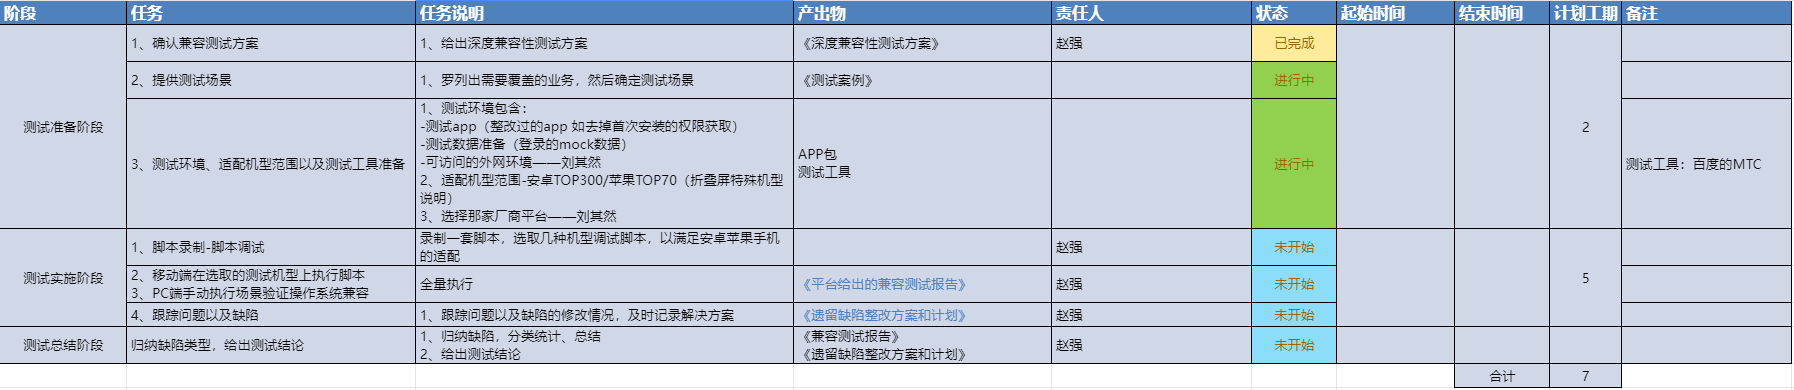 阶段 任务 任务说明 产出物 责任人 状态 起始时间 结束时间 计划工期 备注
测试准备阶段
1、确认兼容测试方案
1、给出深度兼容性测试方案
《深度兼容性测试方案》
赵强
已完成
2
2、提供测试场景
1、罗列出需要覆盖的业务，然后确定测试场景
《测试案例》
进行中
3、测试环境、适配机型范围以及测试工具准备
1、测试环境包含：
-测试app（整改过的app 如去掉首次安装的权限获取）
-测试数据准备（登录的mock数据）
-可访问的外网环境——刘其然
2、适配机型范围-安卓TOP300/苹果TOP70（折叠屏特殊机型
说明）
3、选择那家厂商平台——刘其然
APP包
测试工具
进行中
测试工具：百度的MTC
测试实施阶段
1、脚本录制-脚本调试
录制一套脚本，选取几种机型调试脚本，以满足安卓苹果手机
的适配
赵强
未开始
5
2、移动端在选取的测试机型上执行脚本
3、PC端手动执行场景验证操作系统兼容
全量执行
《平台给出的兼容测试报告》
赵强
未开始
4、跟踪问题以及缺陷
1、跟踪问题以及缺陷的修改情况，及时记录解决方案
《遗留缺陷整改方案和计划》
赵强
未开始
测试总结阶段
归纳缺陷类型，给出测试结论
1、归纳缺陷，分类统计、总结
2、给出测试结论
《兼容测试报告》
《遗留缺陷整改方案和计划》
赵强
未开始
合计 7